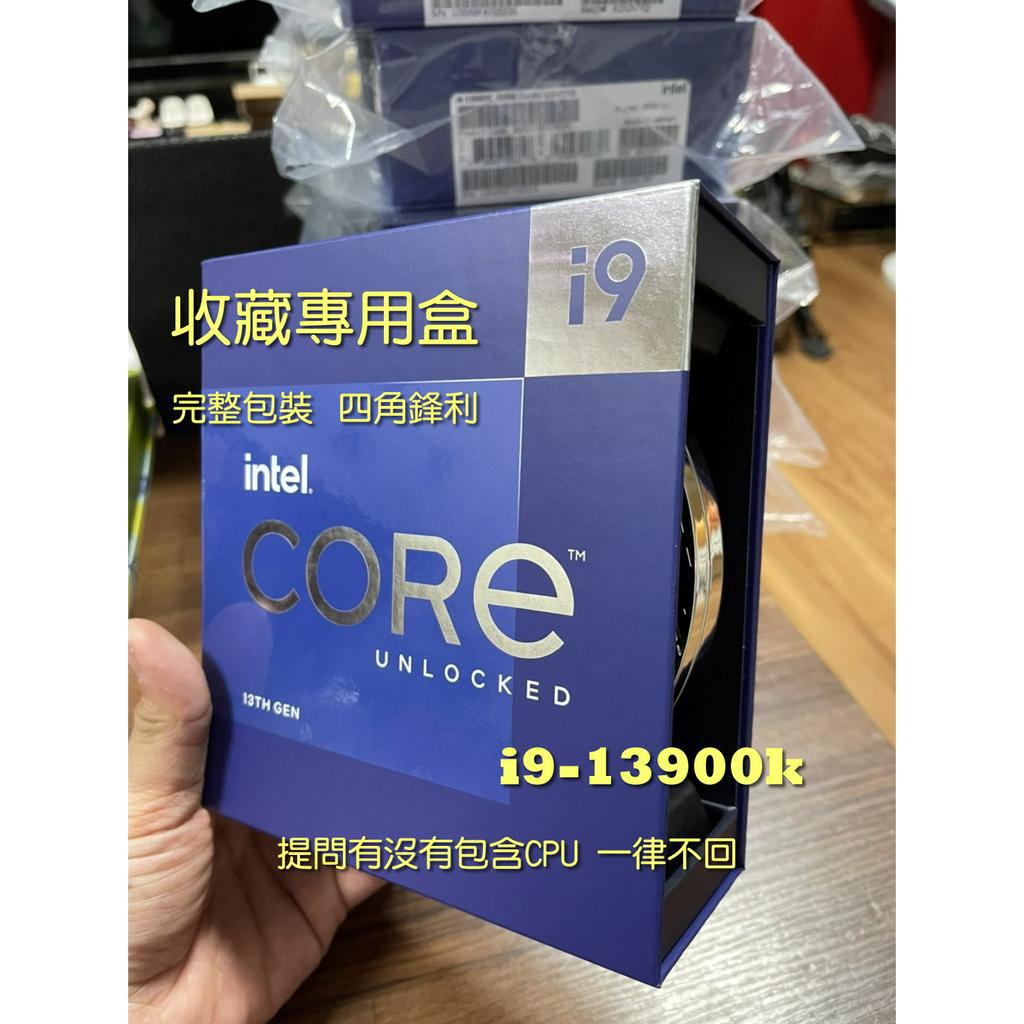 intel
i9
收藏專用盒
完整包裝 四角鋒利
intel.
CORE™
UNLOCKED
13TH GEN
i9-13900k
提問有沒有包含CPU 一律不回